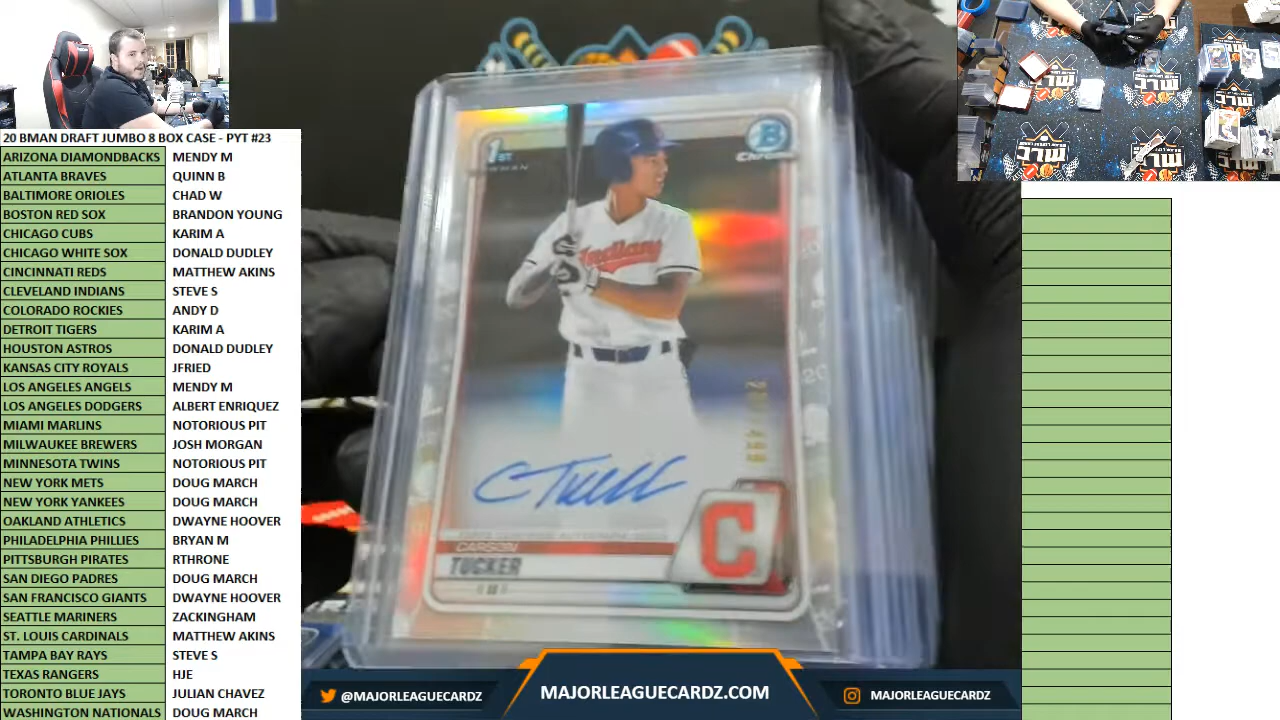 20 BMAN DRAFT JUMBO 8 BOX CASE - PYT #23
ARIZONA DIAMONDBACKS MENDY M
ATLANTA BRAVES QUINN B
BALTIMORE ORIOLES CHAD W
BOSTON RED SOX BRANDON YOUNG
CHICAGO CUBS KARIM A
CHICAGO WHITE SOX DONALD DUDLEY
CINCINNATI REDS MATTHEW AKINS
CLEVELAND INDIANS STEVE S
COLORADO ROCKIES ANDY D
DETROIT TIGERS KARIM A
HOUSTON ASTROS DONALD DUDLEY
KANSAS CITY ROYALS JFRIED
LOS ANGELES ANGELS MENDY M
LOS ANGELES DODGERS ALBERT ENRIQUEZ
MIAMI MARLINS NOTORIOUS PIT
MILWAUKEE BREWERS JOSH MORGAN
MINNESOTA TWINS NOTORIOUS PIT
NEW YORK METS DOUG MARCH
NEW YORK YANKEES DOUG MARCH
OAKLAND ATHLETICS DWAYNE HOOVER
PHILADELPHIA PHILLIES BRYAN M
PITTSBURGH PIRATES RTHRONE
SAN DIEGO PADRES DOUG MARCH
SAN FRANCISCO GIANTS DWAYNE HOOVER
SEATTLE MARINERS ZACKINGHAM
ST. LOUIS CARDINALS MATTHEW AKINS
TAMPA BAY RAYS STEVE S
TEXAS RANGERS HJE
TORONTO BLUE JAYS JULIAN CHAVEZ
WASHINGTON NATIONALS DOUG MARCH
1ST
BOWMAN
B
Chrome
Indians
C Tucker
CARSON
TUCKER
C
@MAJORLEAGUECARDZ
MAJORLEAGUECARDZ.COM
MAJORLEAGUECARDZ
MLC
MLC
MLC
MLC